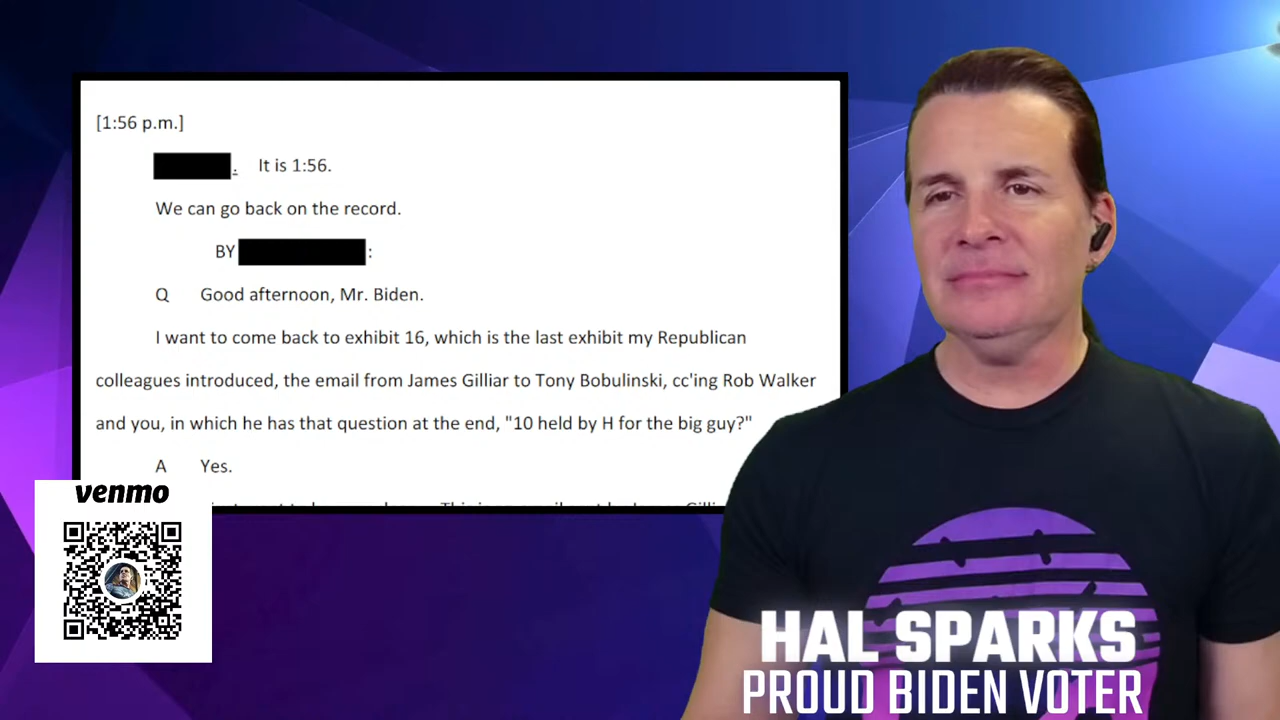 [1:56 p.m.]
. It is 1:56.
We can go back on the record.
BY :
Q Good afternoon, Mr. Biden.
I want to come back to exhibit 16, which is the last exhibit my Republican
colleagues introduced, the email from James Gilliar to Tony Bobulinski, cc'ing Rob Walker
and you, in which he has that question at the end, "10 held by H for the big guy?"
A Yes.
venmo
HAL SPARKS
PROUD BIDEN VOTER